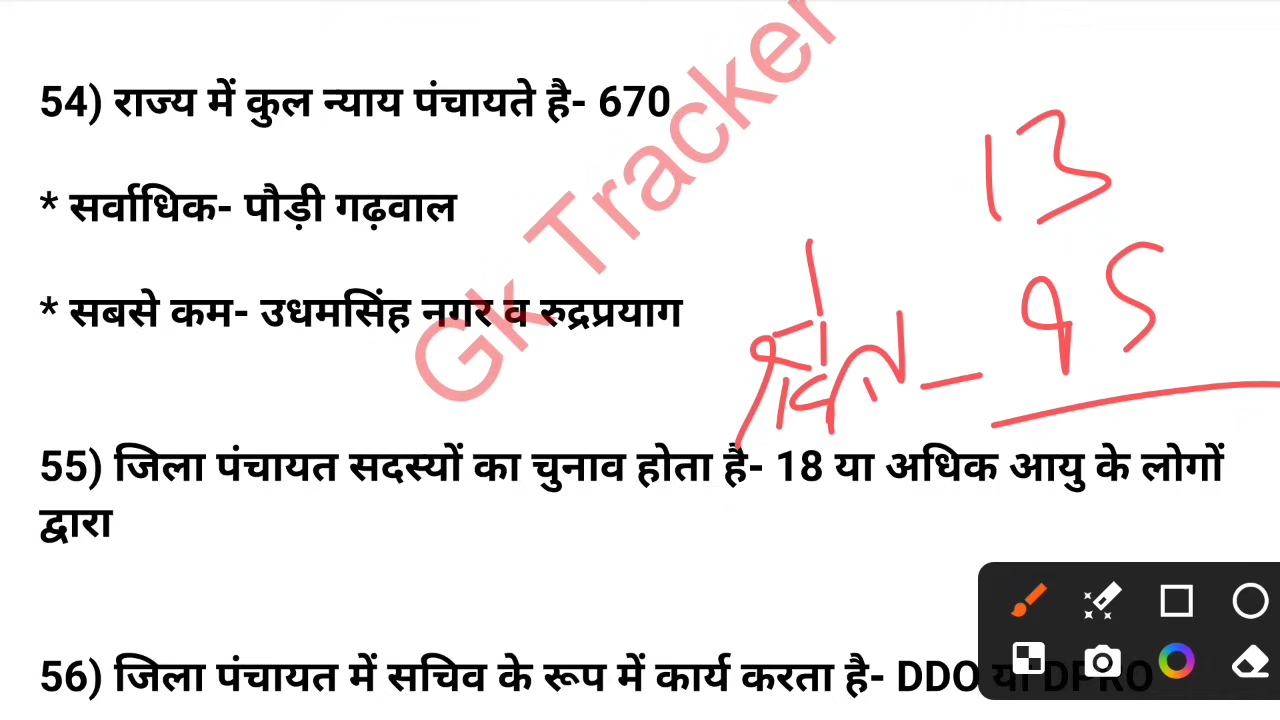 54) राज्य में कुल न्याय पंचायते है- 670
* सर्वाधिक- पौड़ी गढ़वाल
* सबसे कम- उधमसिंह नगर व रुद्रप्रयाग
55) जिला पंचायत सदस्यों का चुनाव होता है- 18 या अधिक आयु के लोगों
द्वारा
56) जिला पंचायत में सचिव के रूप में कार्य करता है- DDO या DPRO
Gk Tracker
13
95